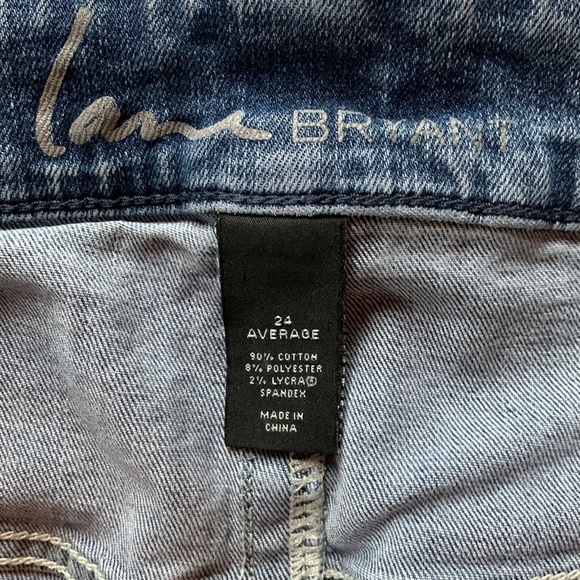 Lane BRYANT
24
AVERAGE
90% COTTON
8% POLYESTER
2% LYCRA®
SPANDEX
MADE IN
CHINA